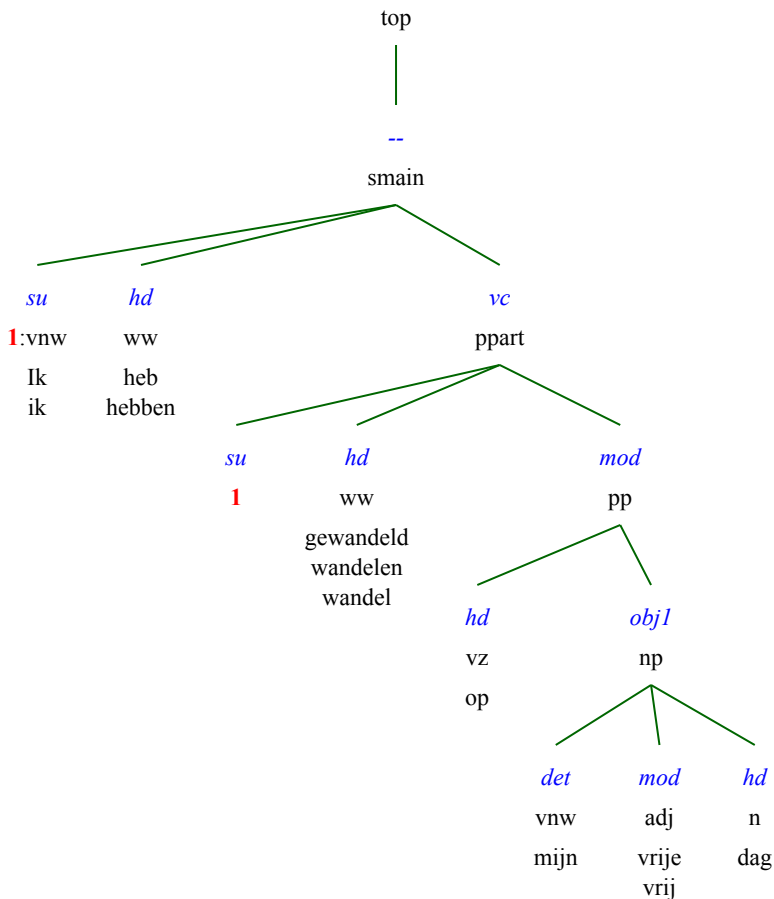 top
--
smain
su hd vc
1:vnw ww ppart
Ik heb
ik hebben
su hd mod
1 ww pp
gewandeld
wandelen
wandel
hd obj1
vz np
op
det mod hd
vnw adj n
mijn vrije dag
vrij